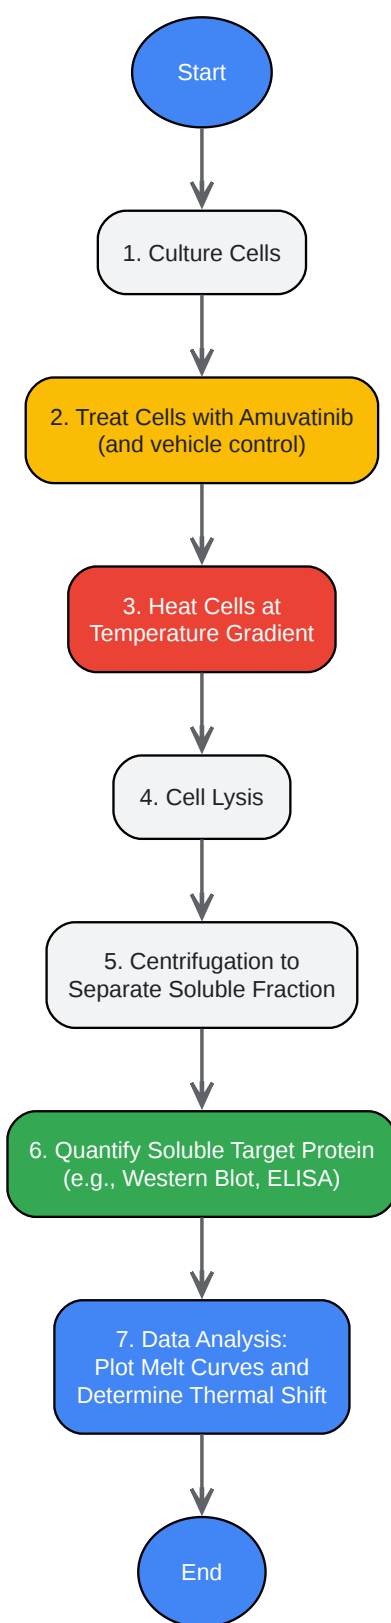 Start
1. Culture Cells
2. Treat Cells with Amuvatinib
(and vehicle control)
3. Heat Cells at
Temperature Gradient
4. Cell Lysis
5. Centrifugation to
Separate Soluble Fraction
6. Quantify Soluble Target Protein
(e.g., Western Blot, ELISA)
7. Data Analysis:
Plot Melt Curves and
Determine Thermal Shift
End